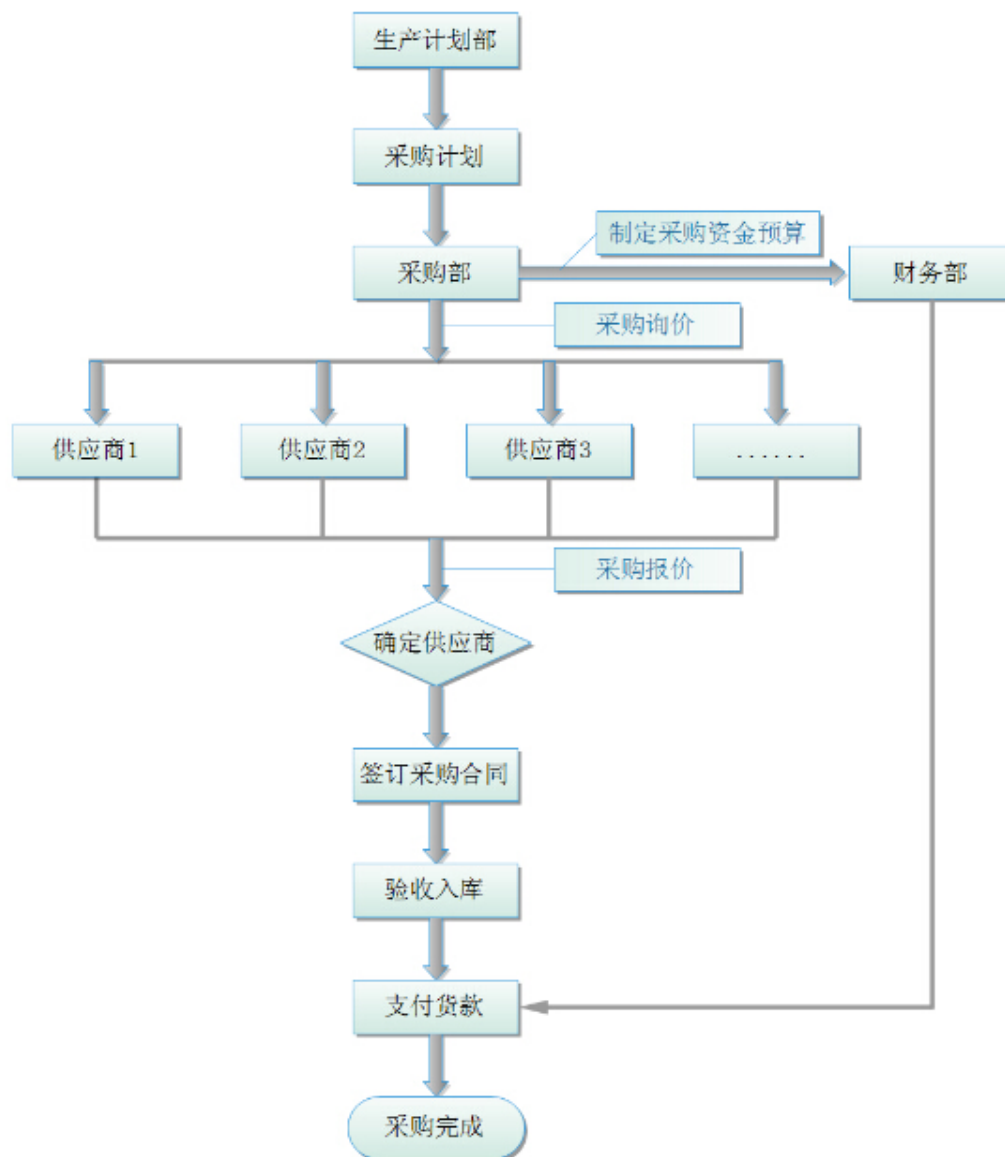 生产计划部
采购计划
制定采购资金预算
采购部
财务部
采购询价
供应商1
供应商2
供应商3
......
采购报价
确定供应商
签订采购合同
验收入库
支付货款
采购完成